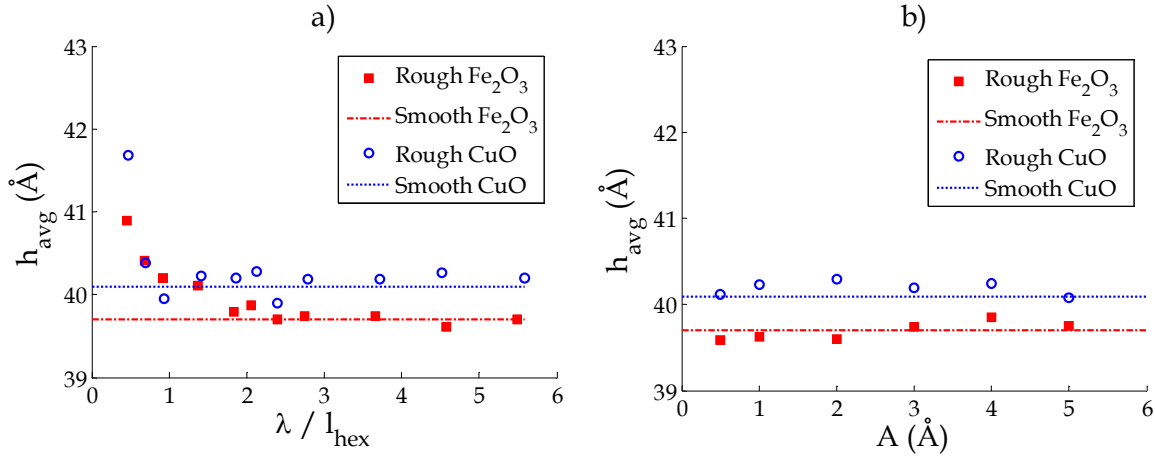 a)
43
42
41
40
39
h_avg (Å)
0 1 2 3 4 5 6
λ / l_hex
Rough Fe₂O₃
Smooth Fe₂O₃
Rough CuO
Smooth CuO
b)
43
42
41
40
39
h_avg (Å)
0 1 2 3 4 5 6
A (Å)
Rough Fe₂O₃
Smooth Fe₂O₃
Rough CuO
Smooth CuO